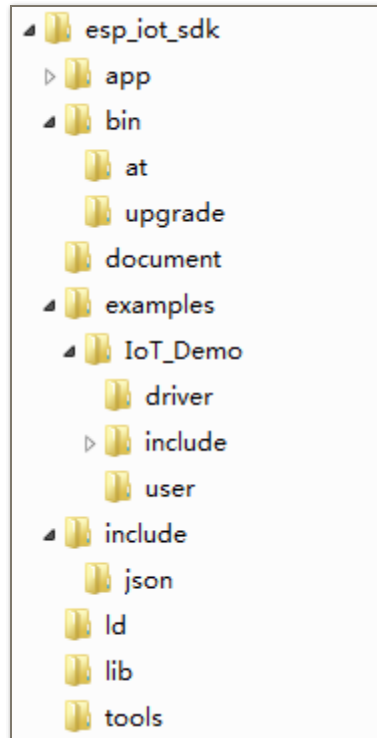 esp_iot_sdk
app
bin
at
upgrade
document
examples
IoT_Demo
driver
include
user
include
json
ld
lib
tools